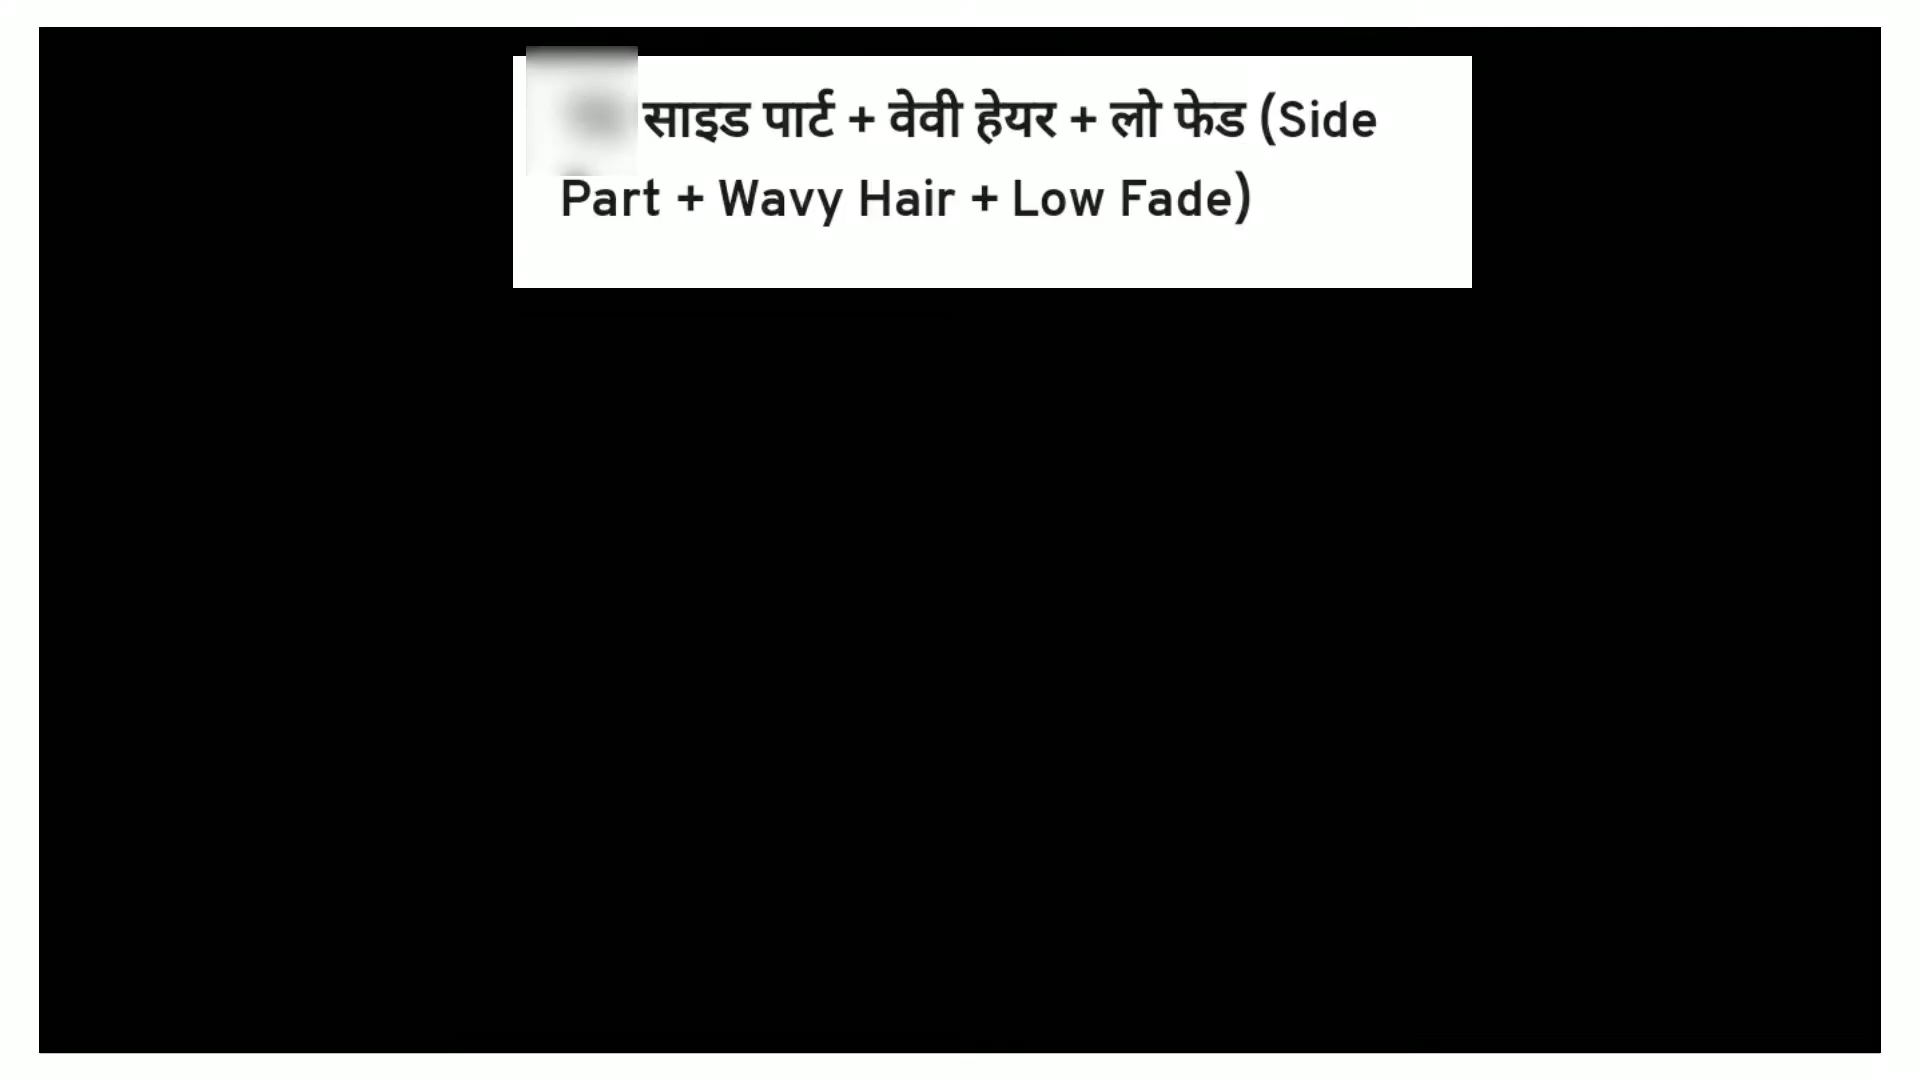 साइड पार्ट + वेवी हेयर + लो फेड (Side
Part + Wavy Hair + Low Fade)